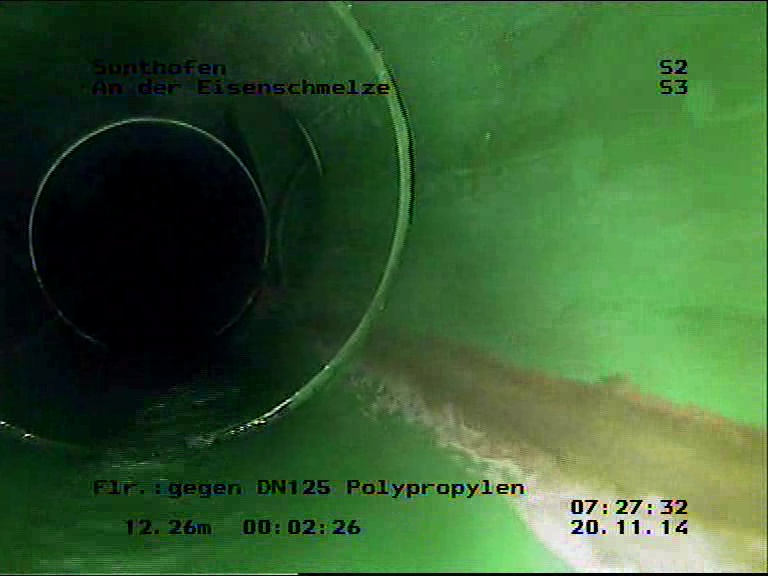 Sonthofen S2
An der Eisenschmelze S3
Flr.:gegen DN125 Polypropylen
07:27:32
12.26m 00:02:26 20.11.14